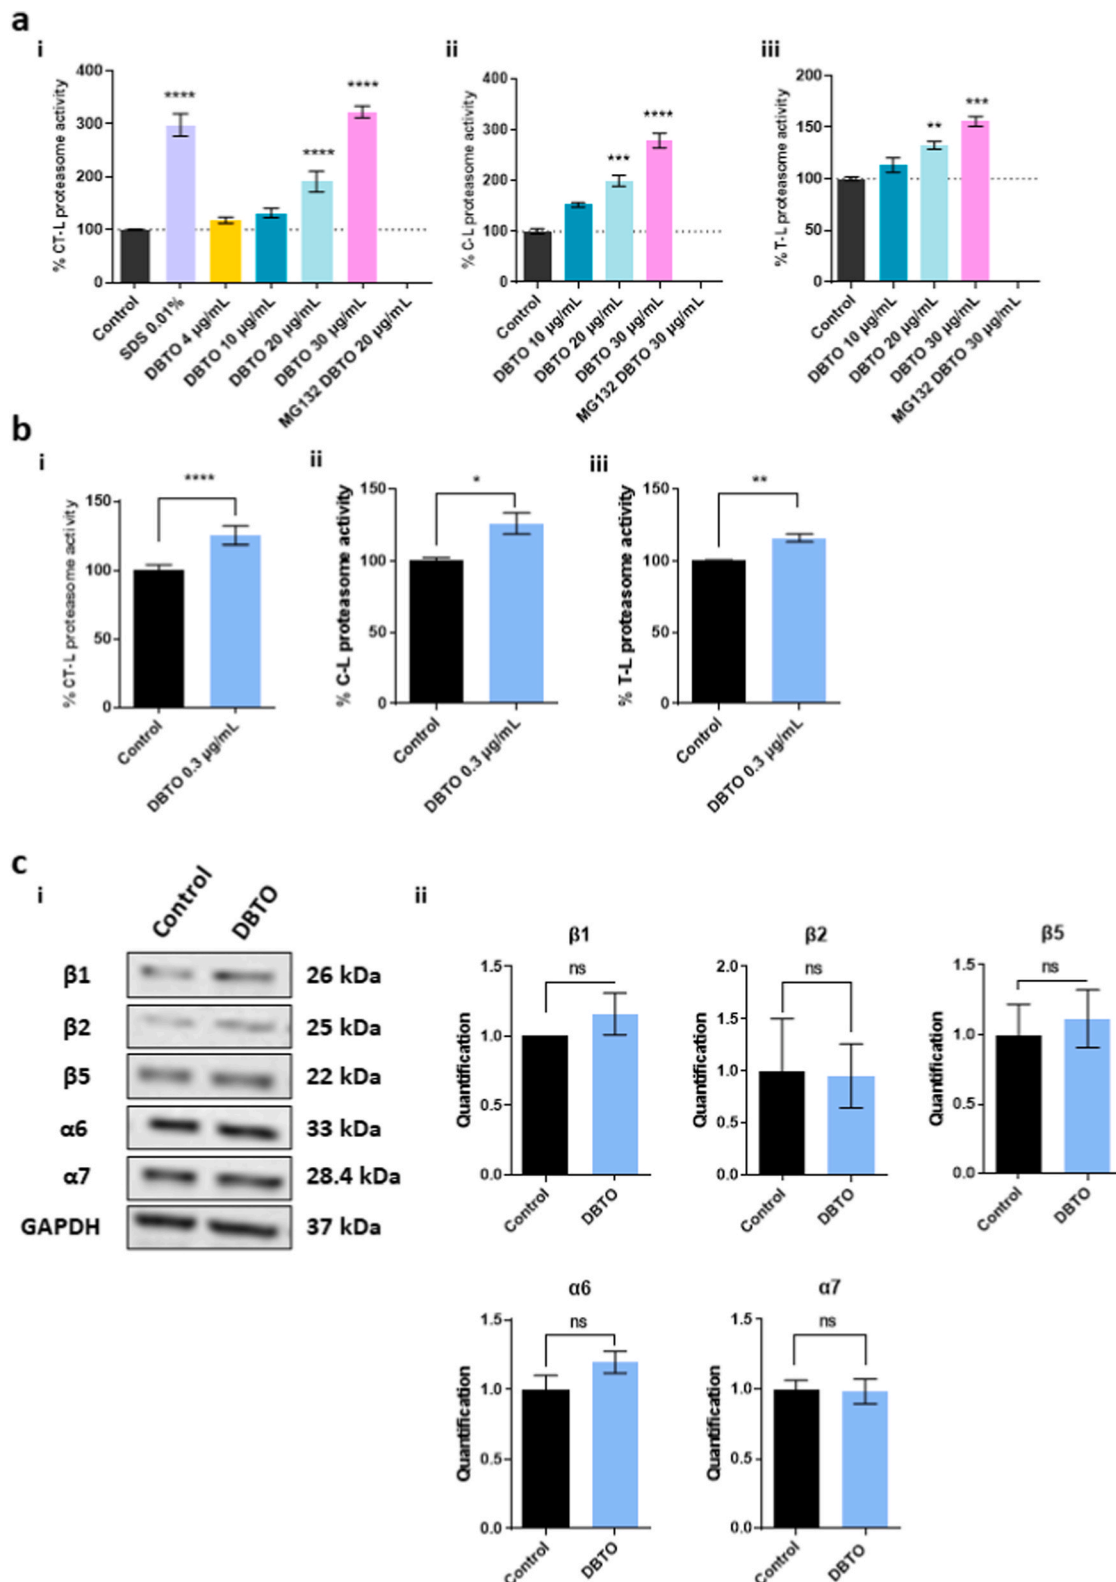 a
i
ii
iii
% CT-L proteasome activity
400
300
200
100
0
****
****
****
Control
SDS 0.01%
DBTO 4 µg/mL
DBTO 10 µg/mL
DBTO 20 µg/mL
DBTO 30 µg/mL
MG132 DBTO 20 µg/mL
% C-L proteasome activity
400
300
200
100
0
***
****
Control
DBTO 10 µg/mL
DBTO 20 µg/mL
DBTO 30 µg/mL
MG132 DBTO 30 µg/mL
% T-L proteasome activity
200
150
100
50
0
**
***
Control
DBTO 10 µg/mL
DBTO 20 µg/mL
DBTO 30 µg/mL
MG132 DBTO 30 µg/mL
b
i
ii
iii
% CT-L proteasome activity
150
100
50
0
****
Control
DBTO 0.3 µg/mL
% C-L proteasome activity
150
100
50
0
*
Control
DBTO 0.3 µg/mL
% T-L proteasome activity
150
100
50
0
**
Control
DBTO 0.3 µg/mL
c
i
Control
DBTO
β1 26 kDa
β2 25 kDa
β5 22 kDa
α6 33 kDa
α7 28.4 kDa
GAPDH 37 kDa
ii
β1
Quantification
1.5
1.0
0.5
0.0
ns
Control
DBTO
β2
Quantification
2.0
1.5
1.0
0.5
0.0
ns
Control
DBTO
β5
Quantification
1.5
1.0
0.5
0.0
ns
Control
DBTO
α6
Quantification
1.5
1.0
0.5
0.0
ns
Control
DBTO
α7
Quantification
1.5
1.0
0.5
0.0
ns
Control
DBTO